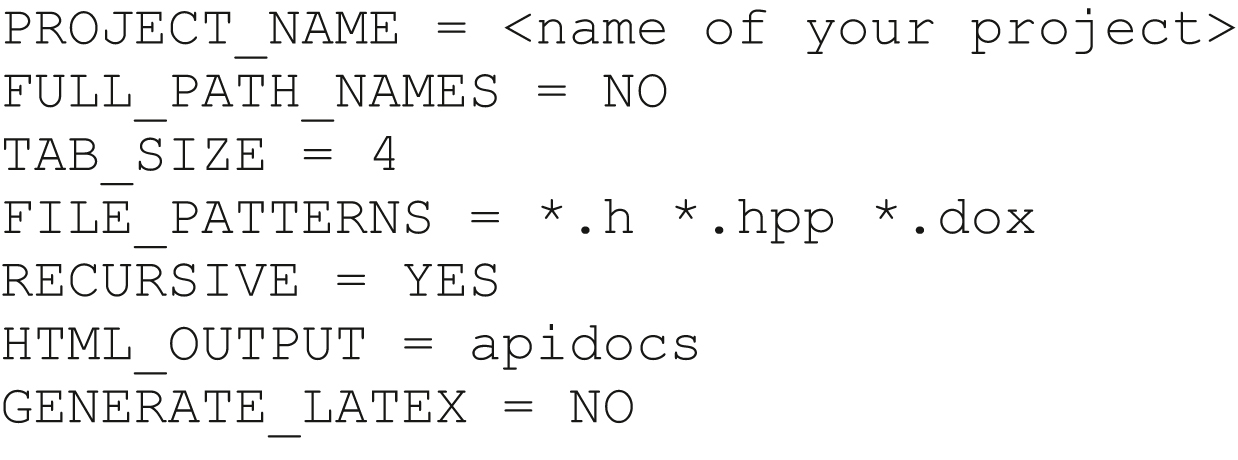 PROJECT_NAME = <name of your project>
FULL_PATH_NAMES = NO
TAB_SIZE = 4
FILE_PATTERNS = *.h *.hpp *.dox
RECURSIVE = YES
HTML_OUTPUT = apidocs
GENERATE_LATEX = NO